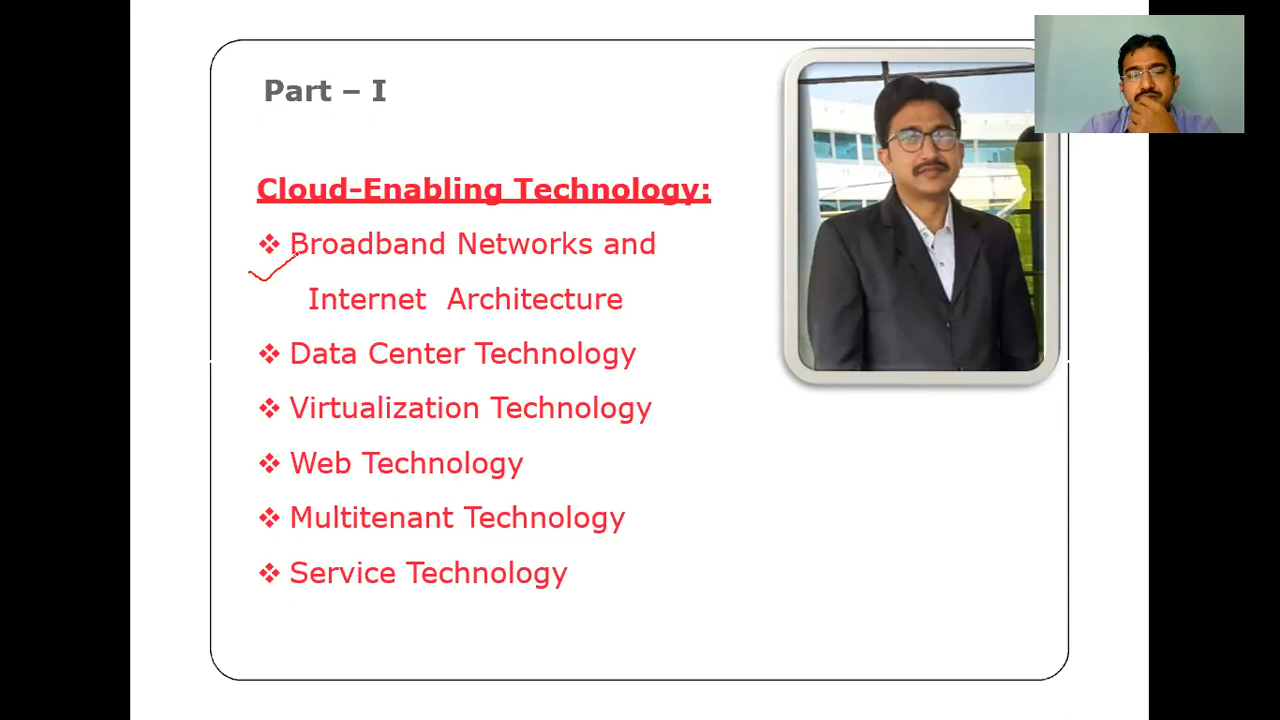 Part – I
Cloud-Enabling Technology:
❖ Broadband Networks and
Internet Architecture
❖ Data Center Technology
❖ Virtualization Technology
❖ Web Technology
❖ Multitenant Technology
❖ Service Technology